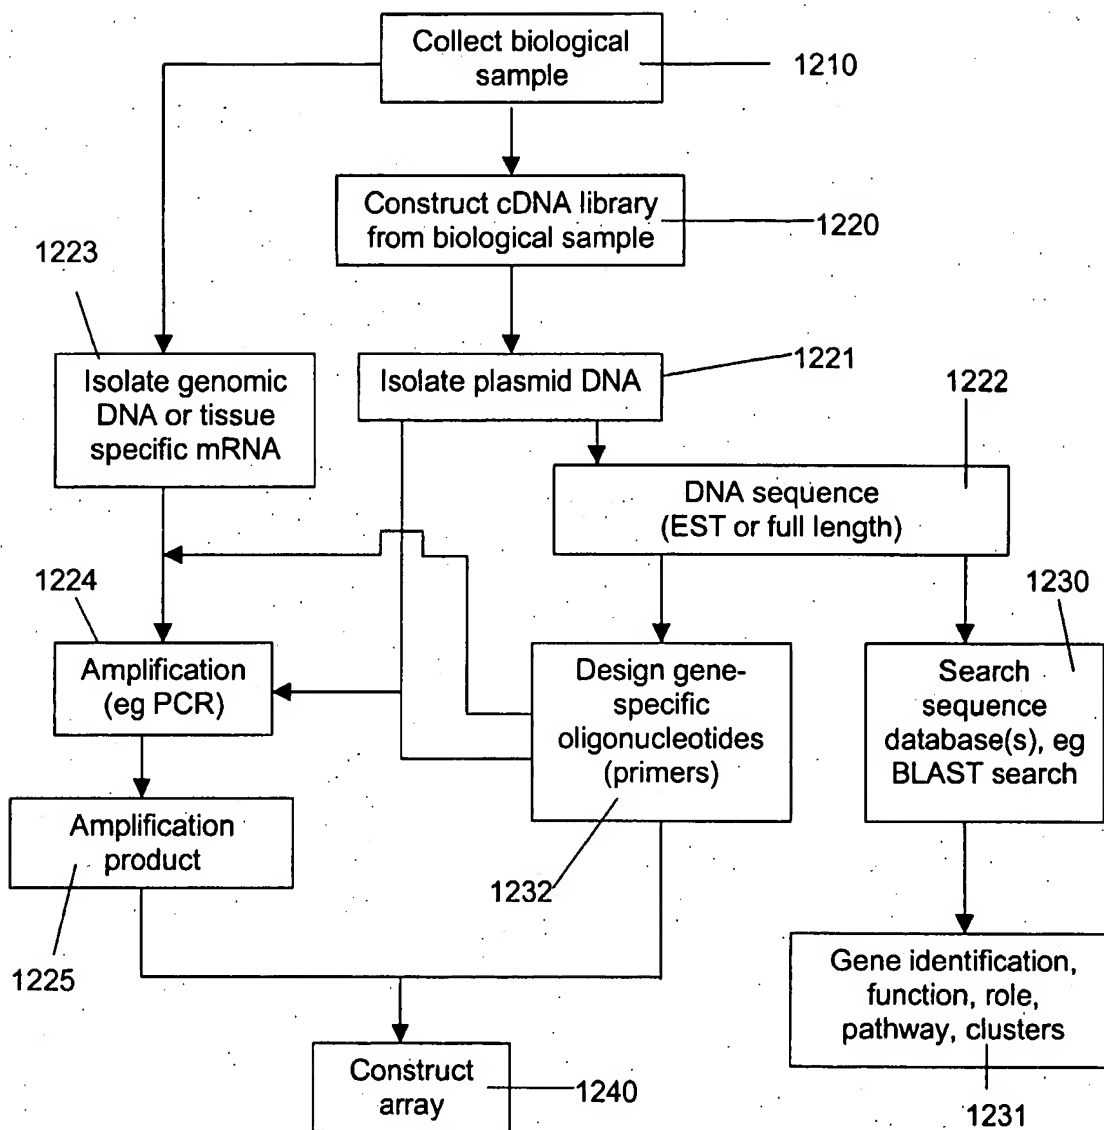 Collect biological
sample
1210
Construct cDNA library
from biological sample
1220
1223
Isolate genomic
DNA or tissue
specific mRNA
Isolate plasmid DNA
1221
1222
DNA sequence
(EST or full length)
1224
Amplification
(eg PCR)
Design gene-
specific
oligonucleotides
(primers)
1230
Search
sequence
database(s), eg
BLAST search
Amplification
product
1232
1225
Gene identification,
function, role,
pathway, clusters
Construct
array
1240
1231